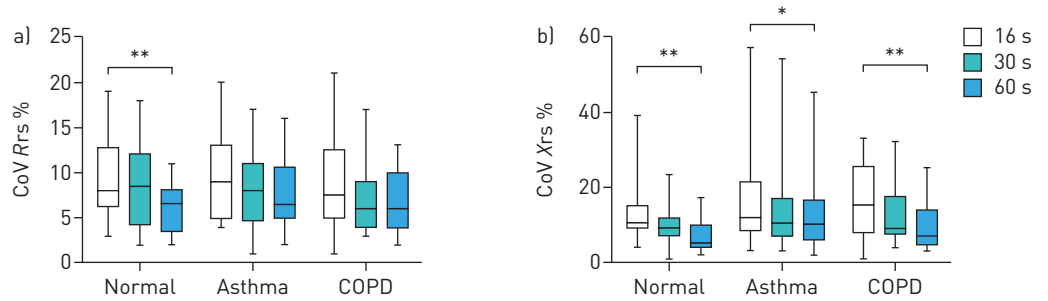 a)
25
20
15
10
5
0
CoV Rrs %
**
Normal
Asthma
COPD
b)
60
40
20
0
CoV Xrs %
**
*
**
Normal
Asthma
COPD
16 s
30 s
60 s